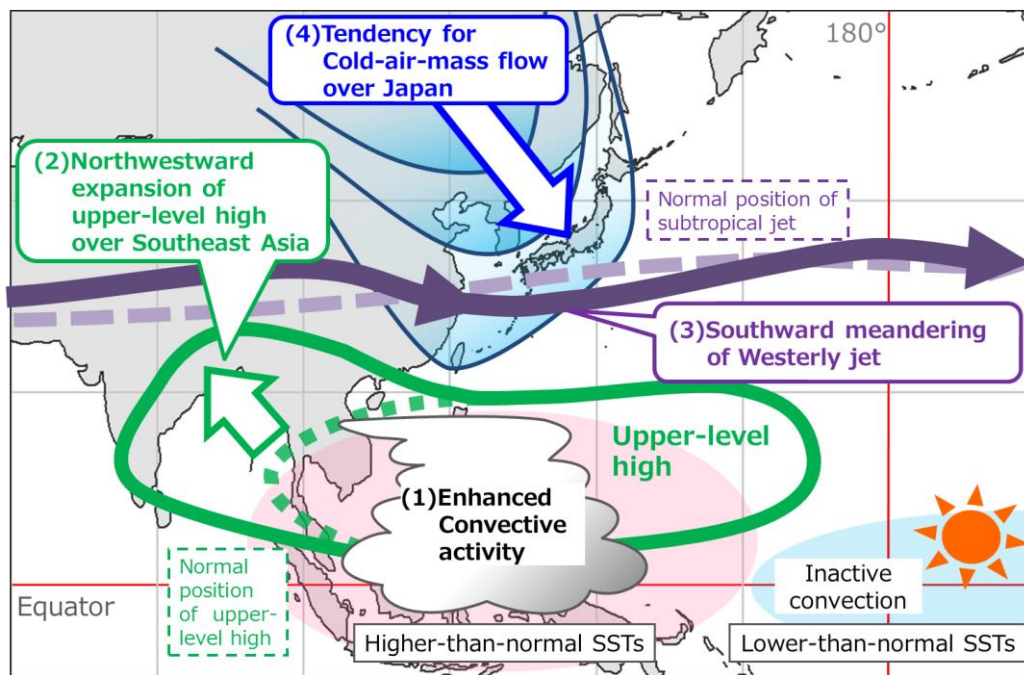 (4)Tendency for
Cold-air-mass flow
over Japan
180°
(2)Northwestward
expansion of
upper-level high
over Southeast Asia
Normal position of
subtropical jet
(3)Southward meandering
of Westerly jet
Upper-level
high
(1)Enhanced
Convective
activity
Normal
position
of upper-
level high
Inactive
convection
Equator
Higher-than-normal SSTs
Lower-than-normal SSTs